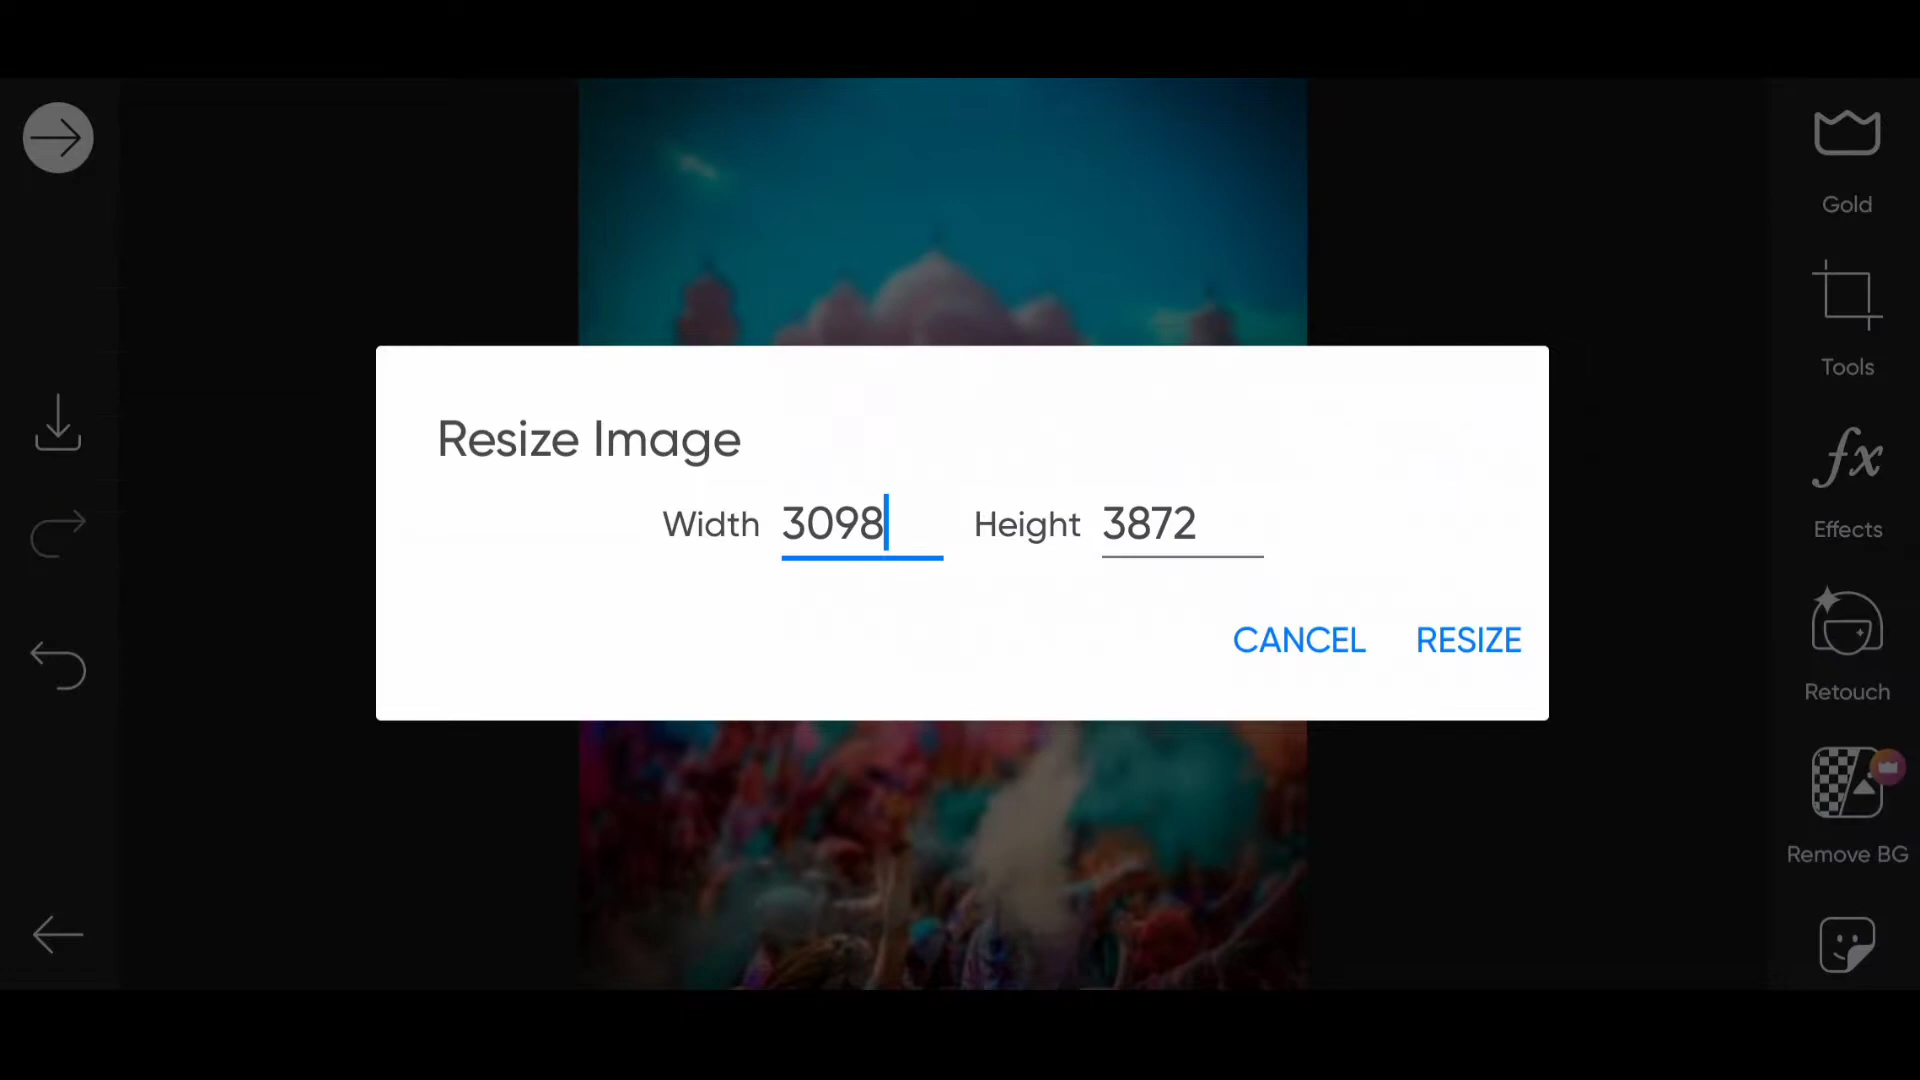 Gold
Tools
Resize Image
Width 3098 Height 3872
Effects
CANCEL RESIZE
Retouch
Remove BG